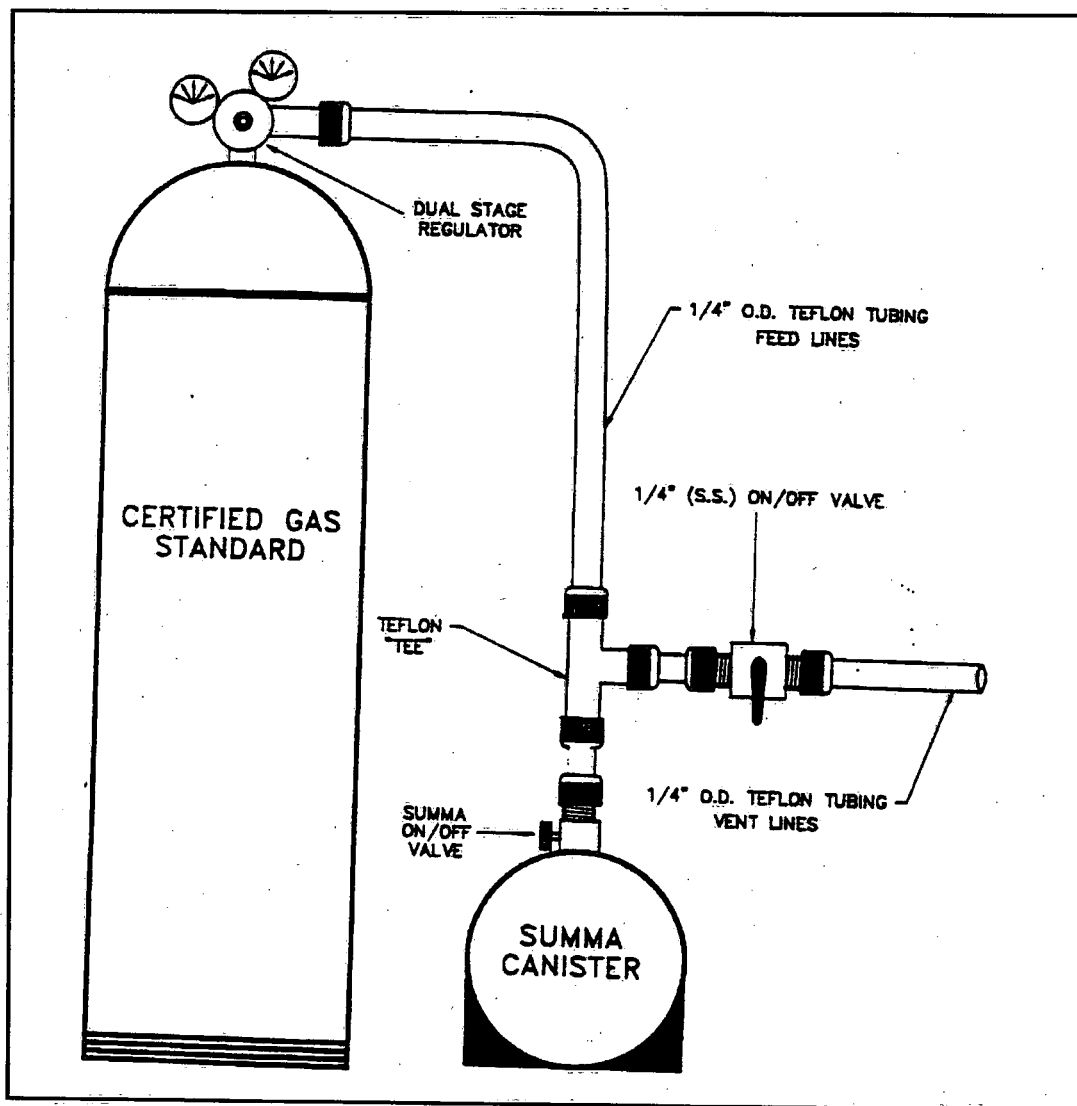 DUAL STAGE
REGULATOR
1/4" O.D. TEFLON TUBING
FEED LINES
1/4" (S.S.) ON/OFF VALVE
CERTIFIED GAS
STANDARD
TEFLON
TEE
1/4" O.D. TEFLON TUBING
VENT LINES
SUMMA
ON/OFF
VALVE
SUMMA
CANISTER